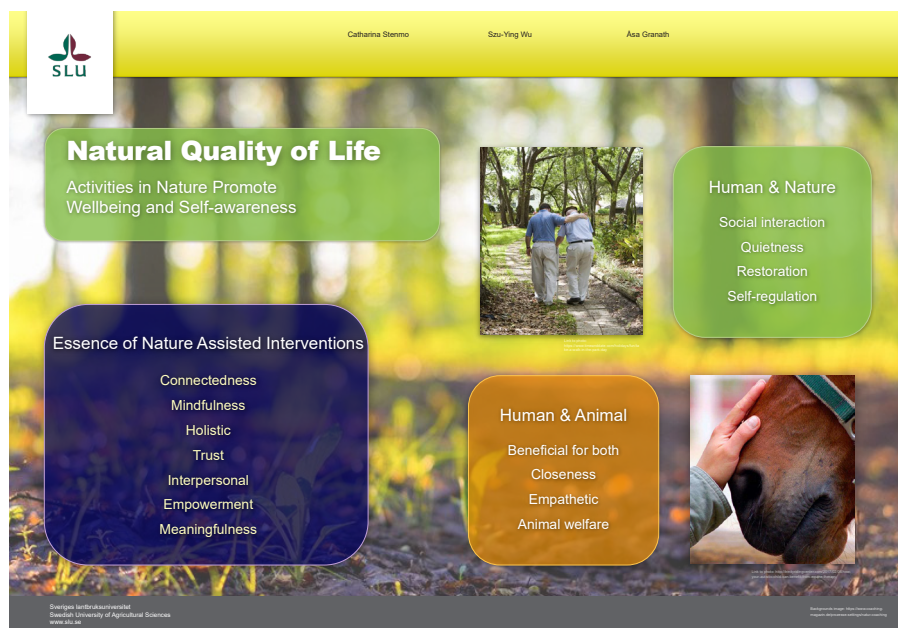 Catharina Stenmo
Szu-Ying Wu
Åsa Granath
SLU
Natural Quality of Life
Activities in Nature Promote
Wellbeing and Self-awareness
Human & Nature
Social interaction
Quietness
Restoration
Self-regulation
Essence of Nature Assisted Interventions
Connectedness
Mindfulness
Holistic
Trust
Interpersonal
Empowerment
Meaningfulness
Human & Animal
Beneficial for both
Closeness
Empathetic
Animal welfare
Sveriges lantbruksuniversitet
Swedish University of Agricultural Sciences
www.slu.se